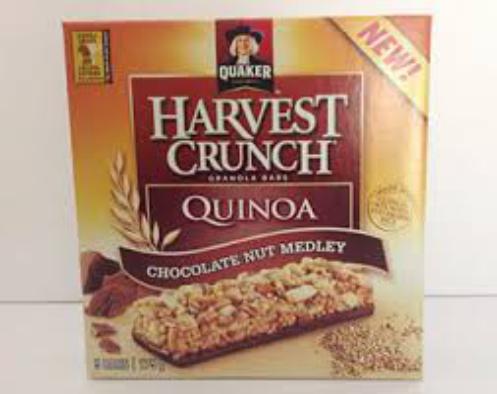 QUAKER
NEW!
HARVEST
CRUNCH
GRANOLA BARS
QUINOA
CHOCOLATE NUT MEDLEY